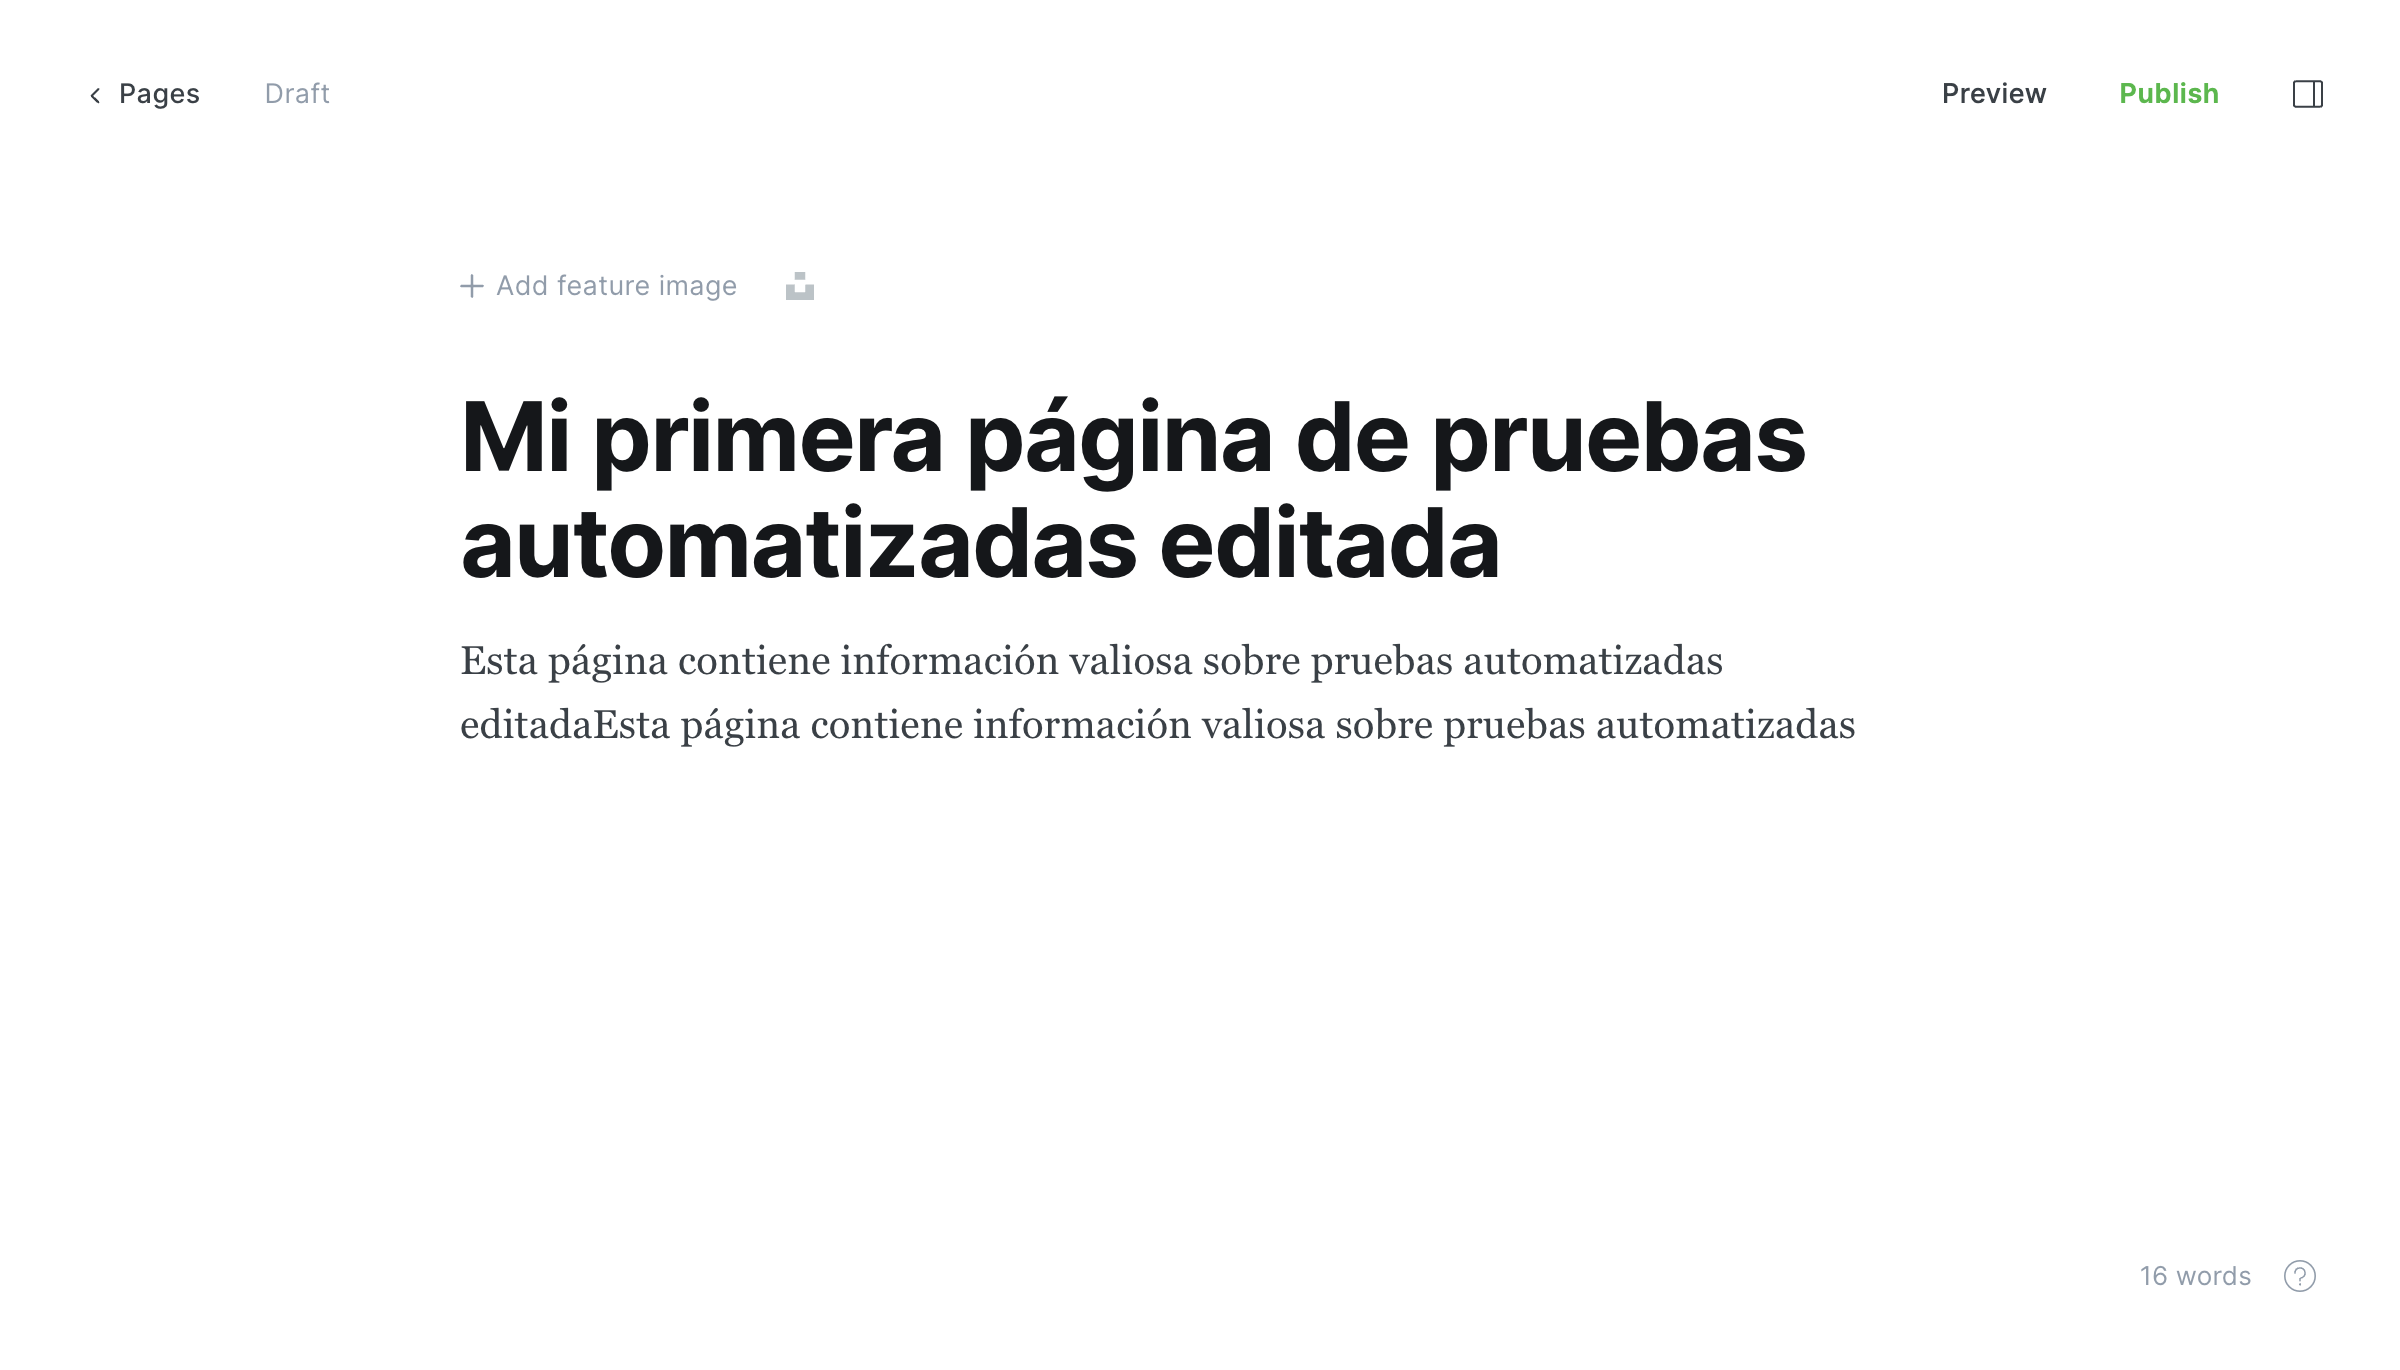 Pages
Draft
Preview
Publish
Add feature image
Mi primera página de pruebas
automatizadas editada
Esta página contiene información valiosa sobre pruebas automatizadas
editadaEsta página contiene información valiosa sobre pruebas automatizadas
16 words
?